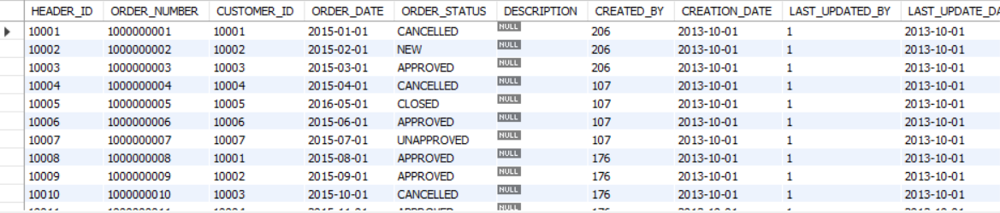 HEADER_ID ORDER_NUMBER CUSTOMER_ID ORDER_DATE ORDER_STATUS DESCRIPTION CREATED_BY CREATION_DATE LAST_UPDATED_BY LAST_UPDATE_DA
10001 1000000001 10001 2015-01-01 CANCELLED NULL 206 2013-10-01 1 2013-10-01
10002 1000000002 10002 2015-02-01 NEW NULL 206 2013-10-01 1 2013-10-01
10003 1000000003 10003 2015-03-01 APPROVED NULL 206 2013-10-01 1 2013-10-01
10004 1000000004 10004 2015-04-01 CANCELLED NULL 107 2013-10-01 1 2013-10-01
10005 1000000005 10005 2016-05-01 CLOSED NULL 107 2013-10-01 1 2013-10-01
10006 1000000006 10006 2015-06-01 APPROVED NULL 107 2013-10-01 1 2013-10-01
10007 1000000007 10007 2015-07-01 UNAPPROVED NULL 107 2013-10-01 1 2013-10-01
10008 1000000008 10001 2015-08-01 APPROVED NULL 176 2013-10-01 1 2013-10-01
10009 1000000009 10002 2015-09-01 APPROVED NULL 176 2013-10-01 1 2013-10-01
10010 1000000010 10003 2015-10-01 CANCELLED NULL 176 2013-10-01 1 2013-10-01
NULL